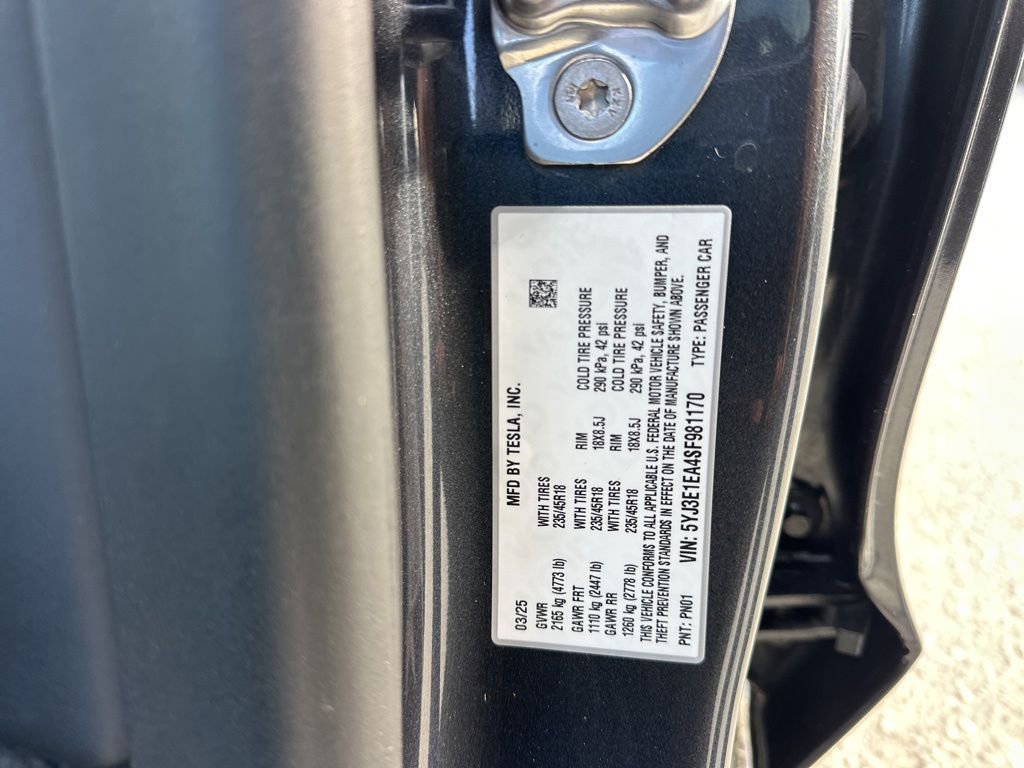 MFD BY TESLA, INC.
03/25
GVWR WITH TIRES RIM COLD TIRE PRESSURE
2165 kg (4773 lb) 235/45R18
GAWR FRT WITH TIRES RIM COLD TIRE PRESSURE
1110 kg (2447 lb) 235/45R18 18X8.5J 290 kPa, 42 psi
GAWR RR WITH TIRES RIM COLD TIRE PRESSURE
1260 kg (2778 lb) 235/45R18 18X8.5J 290 kPa, 42 psi
THIS VEHICLE CONFORMS TO ALL APPLICABLE U.S. FEDERAL MOTOR VEHICLE SAFETY, BUMPER, AND
THEFT PREVENTION STANDARDS IN EFFECT ON THE DATE OF MANUFACTURE SHOWN ABOVE.
PNT: PN01 VIN: 5YJ3E1EA4SF981170 TYPE: PASSENGER CAR